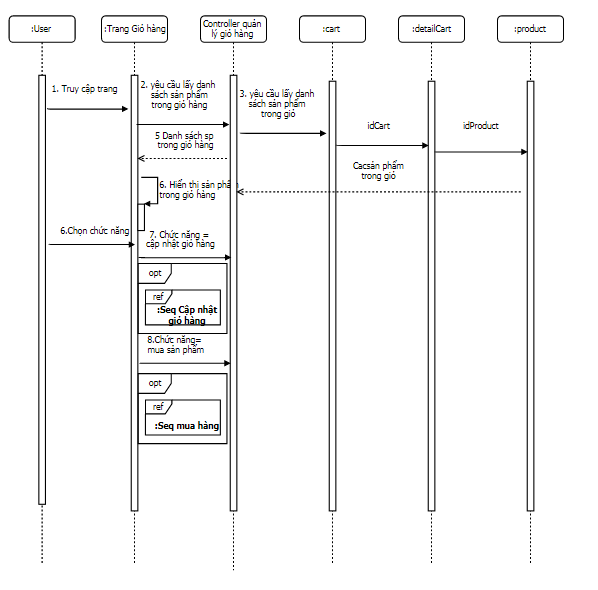 :User
:Trang Giỏ hàng
Controller quản
lý giỏ hàng
:cart
:detailCart
:product
1. Truy cập trang
2. yêu cầu lấy danh
sách sản phẩm
trong giỏ hàng
3. yêu cầu lấy danh
sách sản phẩm
trong giỏ
idCart
idProduct
5 Danh sách sp
trong giỏ hàng
Cacsản phẩm
trong giỏ
6. Hiển thị sản phẩ
trong giỏ hàng
6.Chọn chức năng
7. Chức năng =
cập nhật giỏ hàng
opt
ref
:Seq Cập nhật
giỏ hàng
8.Chức năng=
mua sản phẩm
opt
ref
:Seq mua hàng